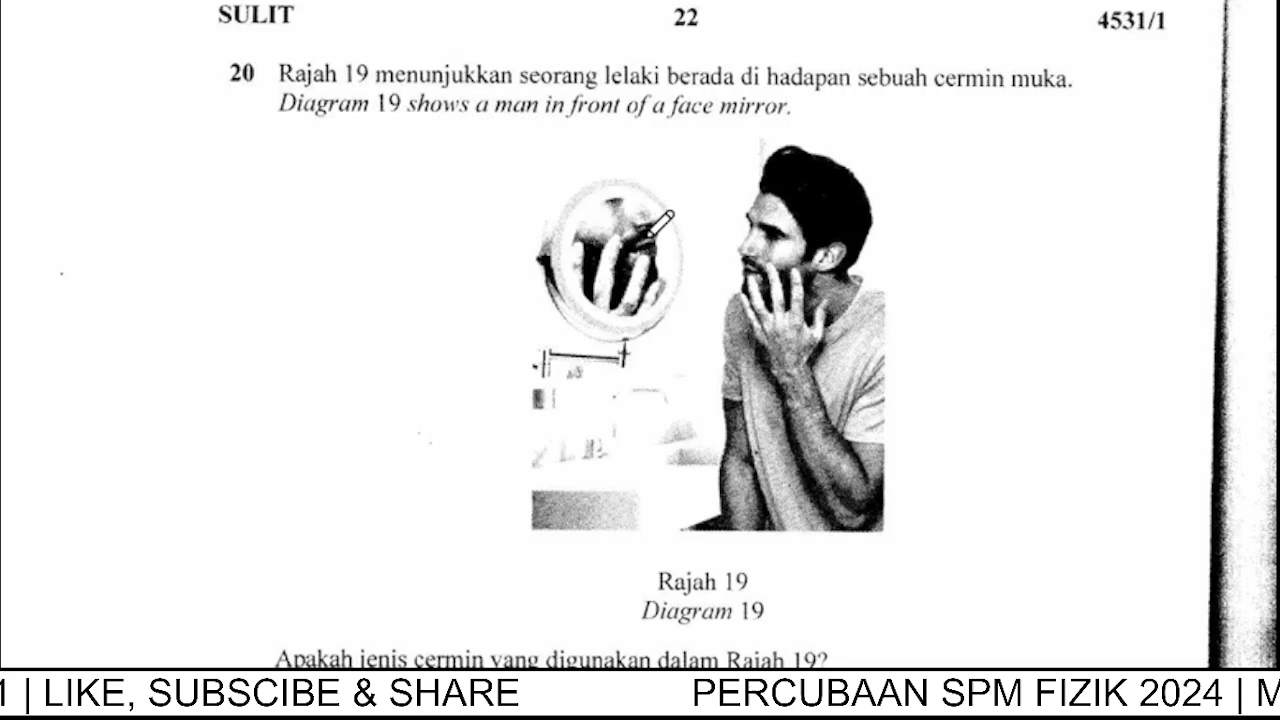 SULIT 22 4531/1
20 Rajah 19 menunjukkan seorang lelaki berada di hadapan sebuah cermin muka.
Diagram 19 shows a man in front of a face mirror.
Rajah 19
Diagram 19
Apakah jenis cermin yang digunakan dalam Rajah 19?
1 | LIKE, SUBSCIBE & SHARE PERCUBAAN SPM FIZIK 2024 | M